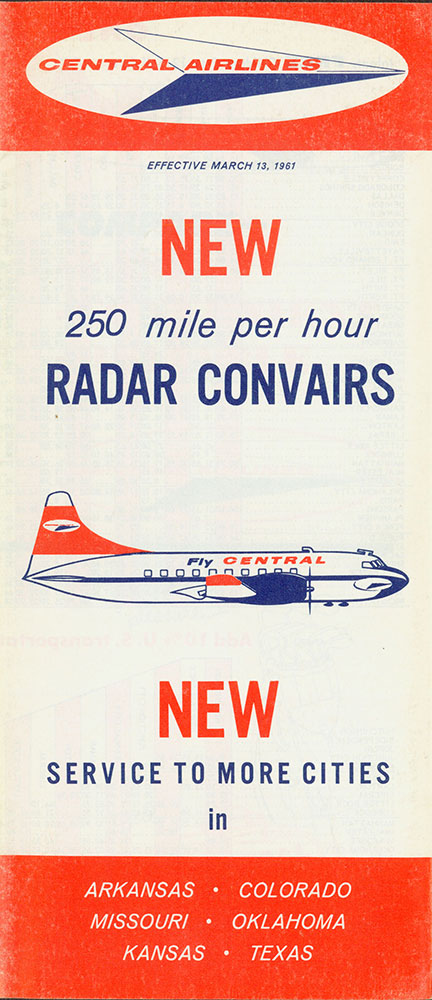 CENTRAL AIRLINES
EFFECTIVE MARCH 13, 1961
NEW
250 mile per hour
RADAR CONVAIRS
Fly CENTRAL
NEW
SERVICE TO MORE CITIES
in
ARKANSAS • COLORADO
MISSOURI • OKLAHOMA
KANSAS • TEXAS